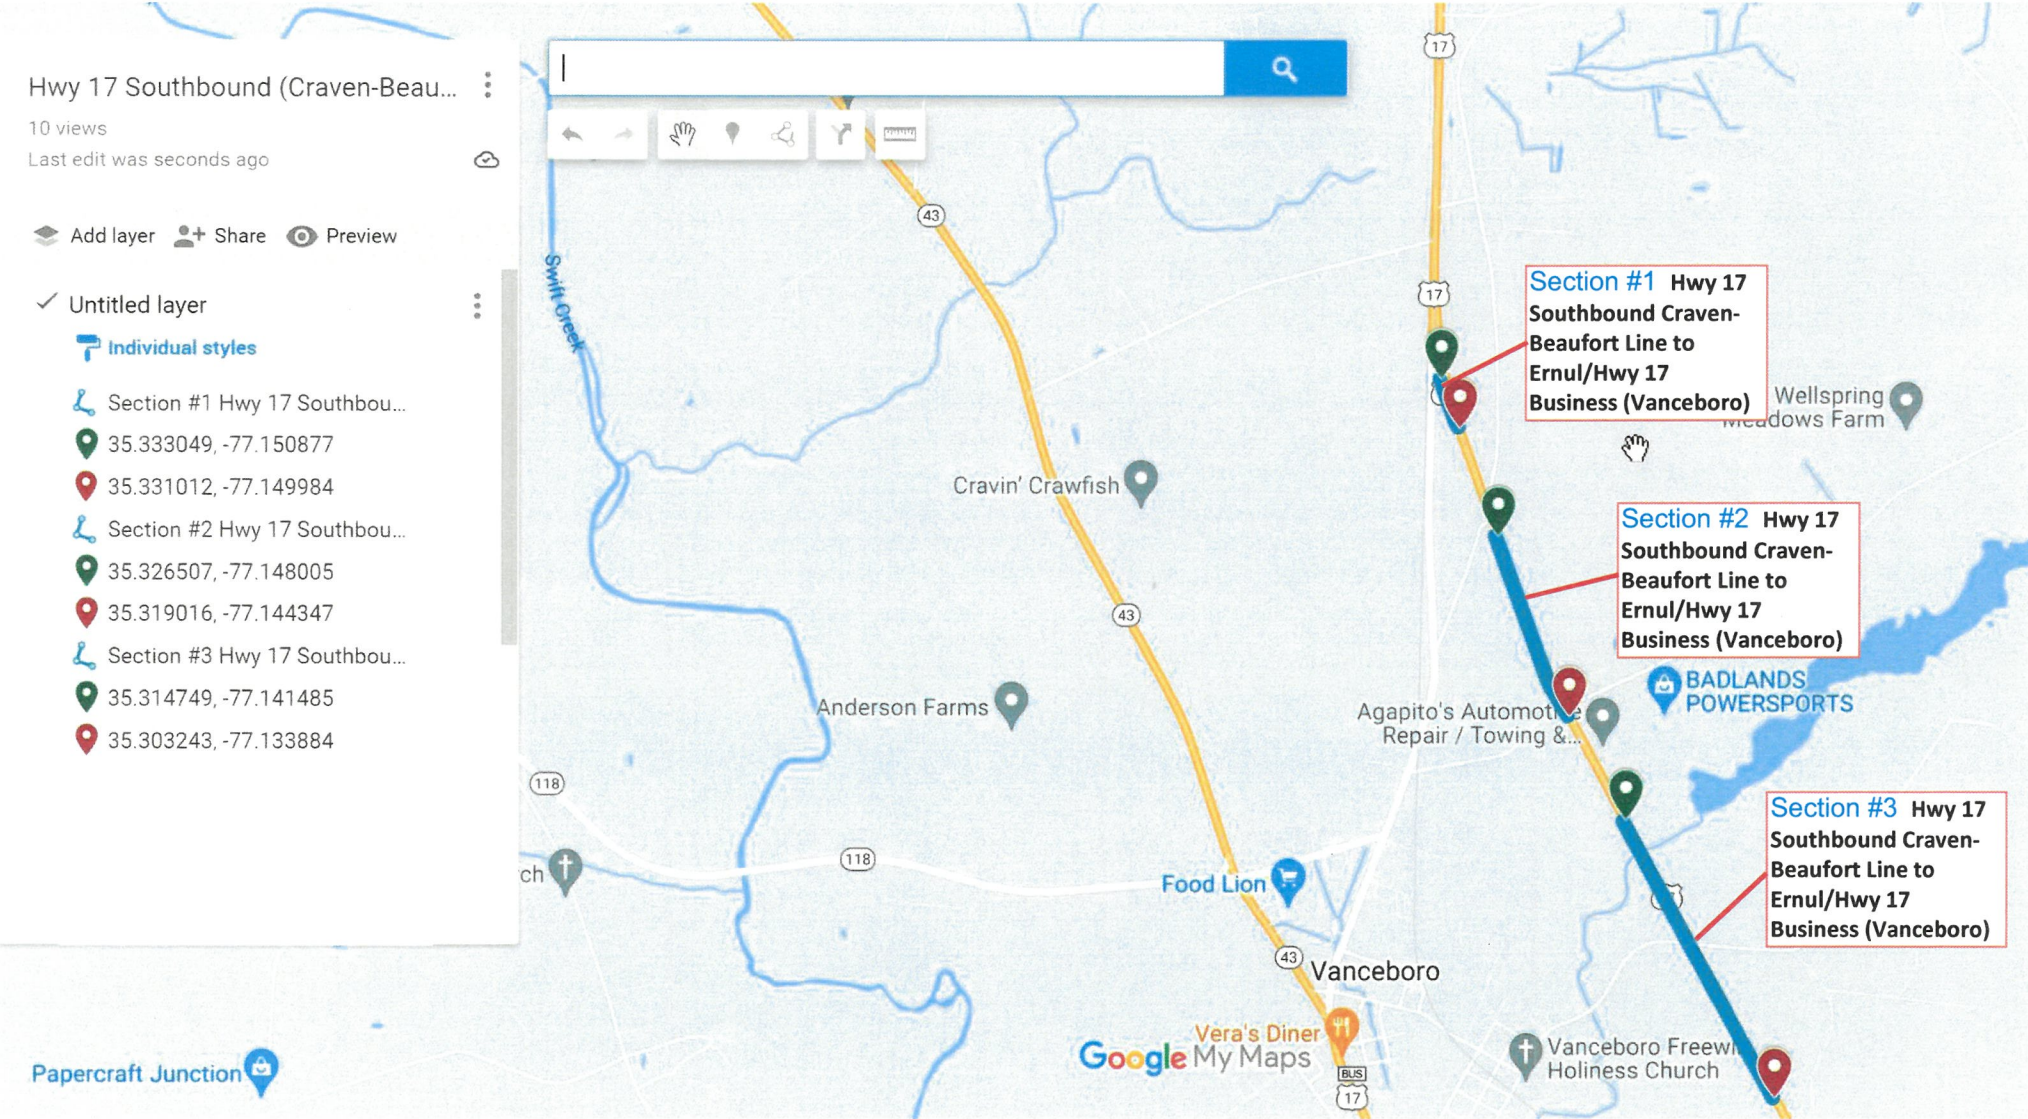 Hwy 17 Southbound (Craven-Beau...
10 views
Last edit was seconds ago
Add layer
Share
Preview
Untitled layer
Individual styles
Section #1 Hwy 17 Southbou...
35.333049, -77.150877
35.331012, -77.149984
Section #2 Hwy 17 Southbou...
35.326507, -77.148005
35.319016, -77.144347
Section #3 Hwy 17 Southbou...
35.314749, -77.141485
35.303243, -77.133884
17
43
Swift Creek
17
Section #1 Hwy 17
Southbound Craven-
Beaufort Line to
Ernul/Hwy 17
Business (Vanceboro)
Wellspring
Meadows Farm
Cravin' Crawfish
Section #2 Hwy 17
Southbound Craven-
Beaufort Line to
Ernul/Hwy 17
Business (Vanceboro)
43
BADLANDS
POWERSPORTS
Anderson Farms
Agapito's Automotive
Repair / Towing &...
118
Section #3 Hwy 17
Southbound Craven-
Beaufort Line to
Ernul/Hwy 17
Business (Vanceboro)
118
ch
Food Lion
43
Vanceboro
Vera's Diner
Google My Maps
Vanceboro Freewi
Holiness Church
Papercraft Junction
BUS
17